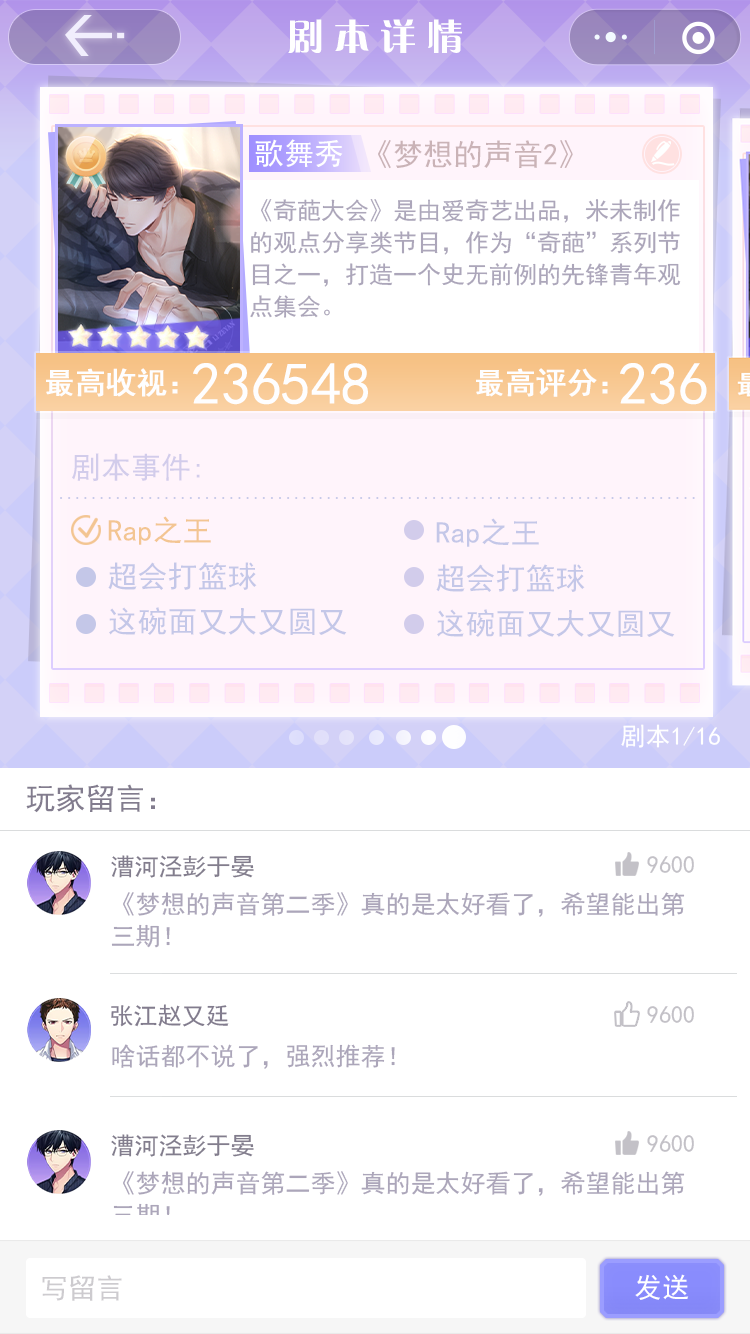 剧本详情
歌舞秀 《梦想的声音2》
《奇葩大会》是由爱奇艺出品，米未制作
的观点分享类节目，作为“奇葩”系列节
目之一，打造一个史无前例的先锋青年观
点集会。
最高收视：236548 最高评分：236
剧本事件：
Rap之王 Rap之王
超会打篮球 超会打篮球
这碗面又大又圆又 这碗面又大又圆又
剧本1/16
玩家留言：
漕河泾彭于晏 9600
《梦想的声音第二季》真的是太好看了，希望能出第
三期！
张江赵又廷 9600
啥话都不说了，强烈推荐！
漕河泾彭于晏 9600
《梦想的声音第二季》真的是太好看了，希望能出第
三期！
写留言 发送